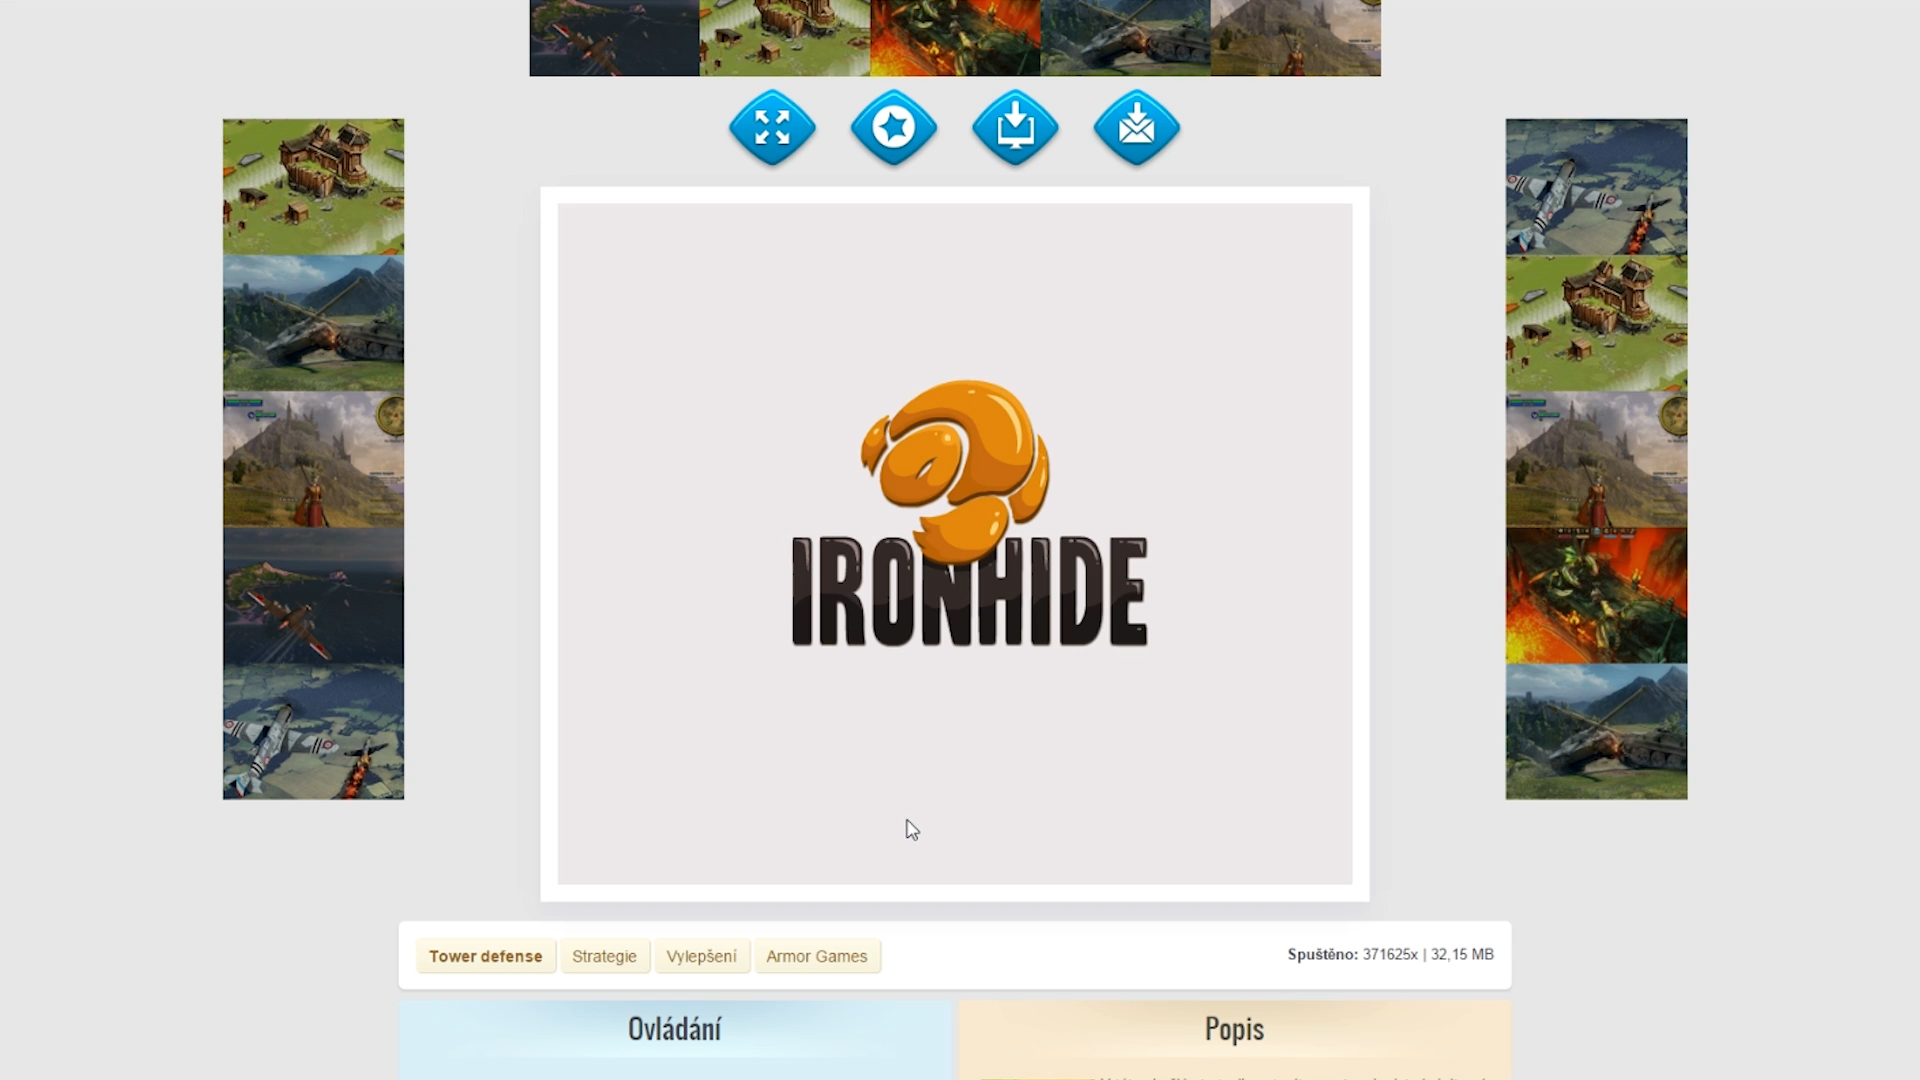 IRONHIDE
Tower defense
Strategie
Vylepšení
Armor Games
Spuštěno: 371625x | 32,15 MB
Ovládání
Popis